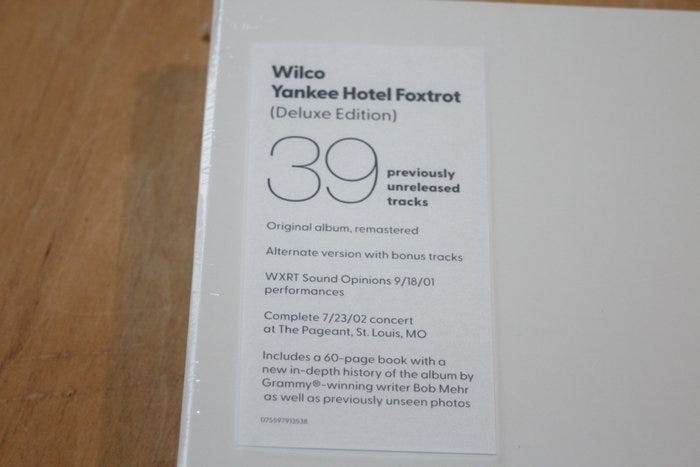 Wilco
Yankee Hotel Foxtrot
(Deluxe Edition)
39 previously
unreleased
tracks
Original album, remastered
Alternate version with bonus tracks
WXRT Sound Opinions 9/18/01
performances
Complete 7/23/02 concert
at The Pageant, St. Louis, MO
Includes a 60-page book with a
new in-depth history of the album by
Grammy®-winning writer Bob Mehr
as well as previously unseen photos